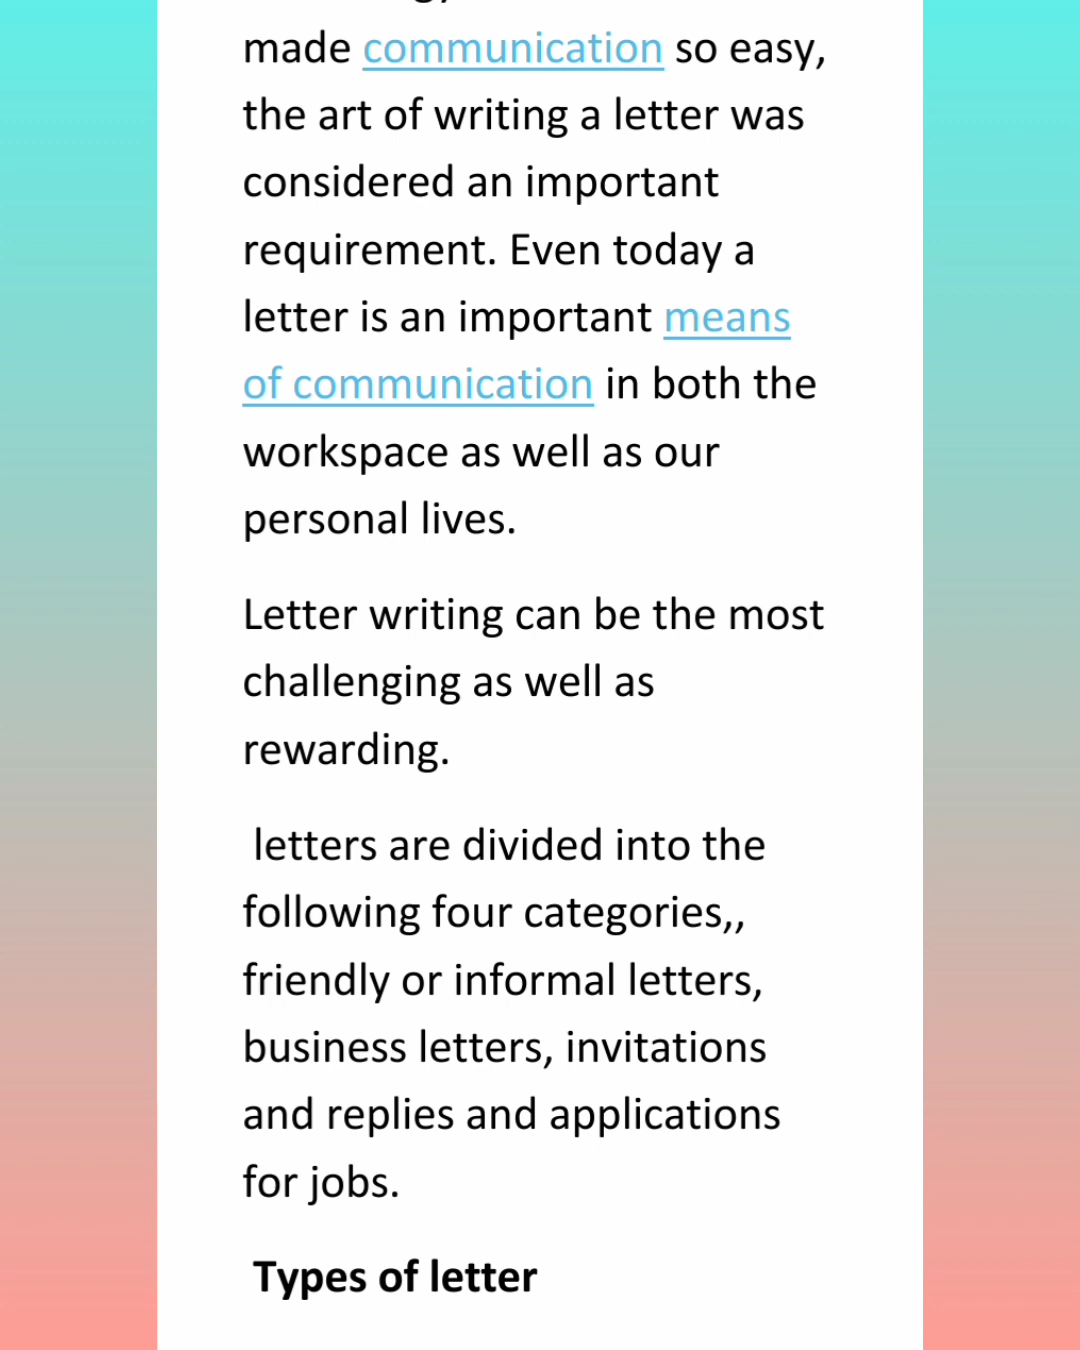 made communication so easy,
the art of writing a letter was
considered an important
requirement. Even today a
letter is an important means
of communication in both the
workspace as well as our
personal lives.
Letter writing can be the most
challenging as well as
rewarding.
letters are divided into the
following four categories,,
friendly or informal letters,
business letters, invitations
and replies and applications
for jobs.
Types of letter